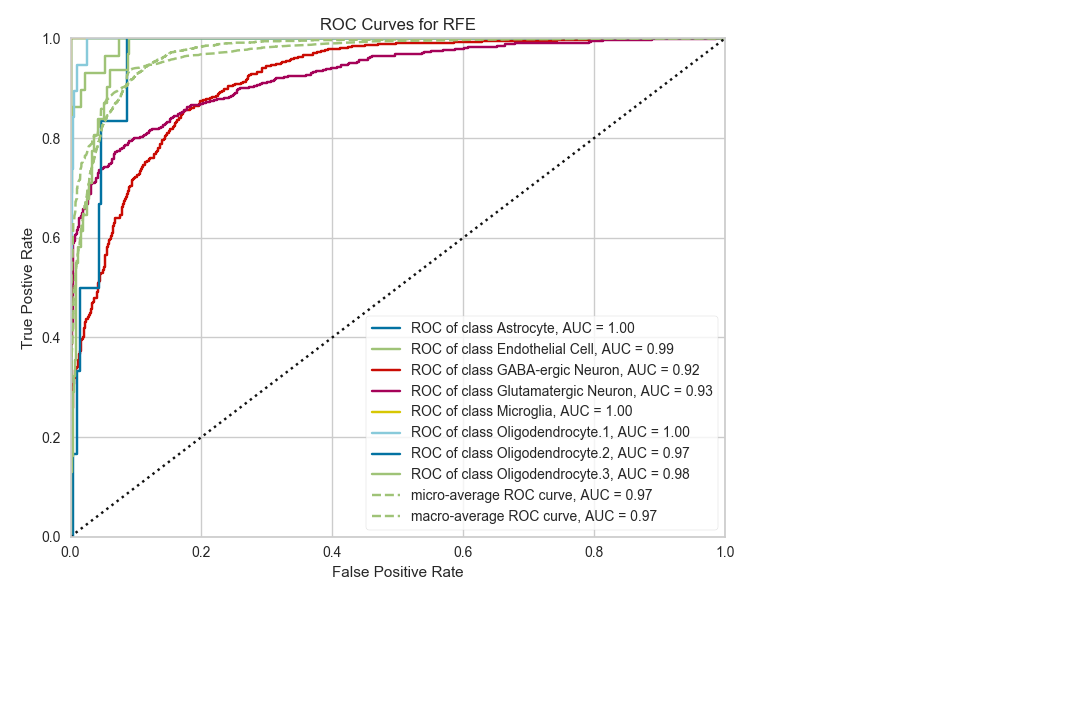 ROC Curves for RFE
1.0
0.8
0.6
0.4
0.2
0.0
True Postive Rate
ROC of class Astrocyte, AUC = 1.00
ROC of class Endothelial Cell, AUC = 0.99
ROC of class GABA-ergic Neuron, AUC = 0.92
ROC of class Glutamatergic Neuron, AUC = 0.93
ROC of class Microglia, AUC = 1.00
ROC of class Oligodendrocyte.1, AUC = 1.00
ROC of class Oligodendrocyte.2, AUC = 0.97
ROC of class Oligodendrocyte.3, AUC = 0.98
micro-average ROC curve, AUC = 0.97
macro-average ROC curve, AUC = 0.97
0.0 0.2 0.4 0.6 0.8 1.0
False Positive Rate